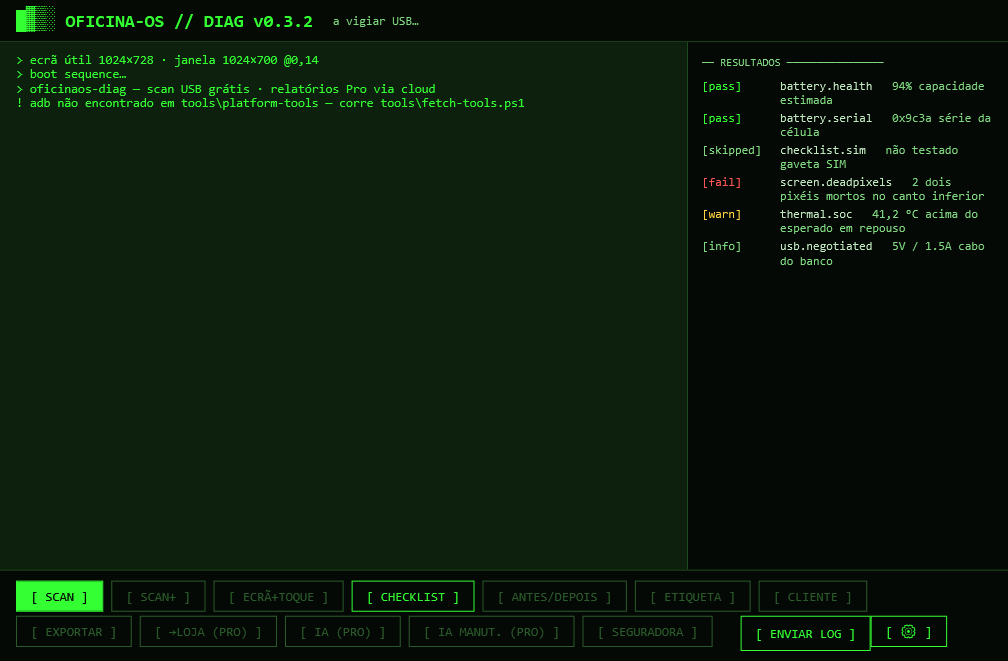 OFICINA-OS // DIAG v0.3.2 a vigiar USB…
> ecrã útil 1024×728 · janela 1024×700 @0,14
> boot sequence…
> oficinaos-diag — scan USB grátis · relatórios Pro via cloud
! adb não encontrado em tools\platform-tools — corre tools\fetch-tools.ps1
── RESULTADOS ───────────────
[pass] battery.health 94% capacidade
estimada
[pass] battery.serial 0x9c3a série da
célula
[skipped] checklist.sim não testado
gaveta SIM
[fail] screen.deadpixels 2 dois
pixéis mortos no canto inferior
[warn] thermal.soc 41,2 °C acima do
esperado em repouso
[info] usb.negotiated 5V / 1.5A cabo
do banco
[ SCAN ] [ SCAN+ ] [ ECRÃ+TOQUE ] [ CHECKLIST ] [ ANTES/DEPOIS ] [ ETIQUETA ] [ CLIENTE ]
[ EXPORTAR ] [ →LOJA (PRO) ] [ IA (PRO) ] [ IA MANUT. (PRO) ] [ SEGURADORA ] [ ENVIAR LOG ] [ ⚙ ]